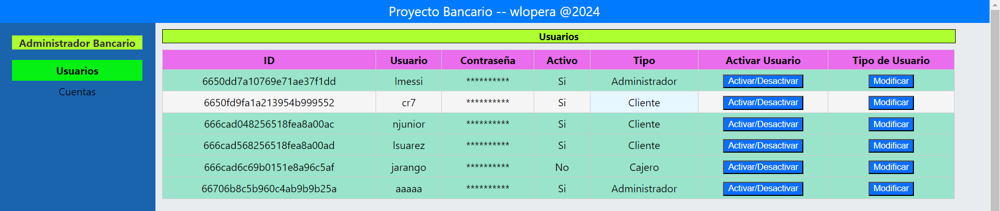 Proyecto Bancario -- wlopera @2024
Administrador Bancario
Usuarios
Cuentas
Usuarios
ID Usuario Contraseña Activo Tipo Activar Usuario Tipo de Usuario
6650dd7a10769e71ae37f1dd lmessi ********** Si Administrador Activar/Desactivar Modificar
6650fd9fa1a213954b999552 cr7 ********** Si Cliente Activar/Desactivar Modificar
666cad048256518fea8a00ac njunior ********** Si Cliente Activar/Desactivar Modificar
666cad568256518fea8a00ad lsuarez ********** Si Cliente Activar/Desactivar Modificar
666cad6c69b0151e8a96c5af jarango ********** No Cajero Activar/Desactivar Modificar
66706b8c5b960c4ab9b9b25a aaaaa ********** Si Administrador Activar/Desactivar Modificar